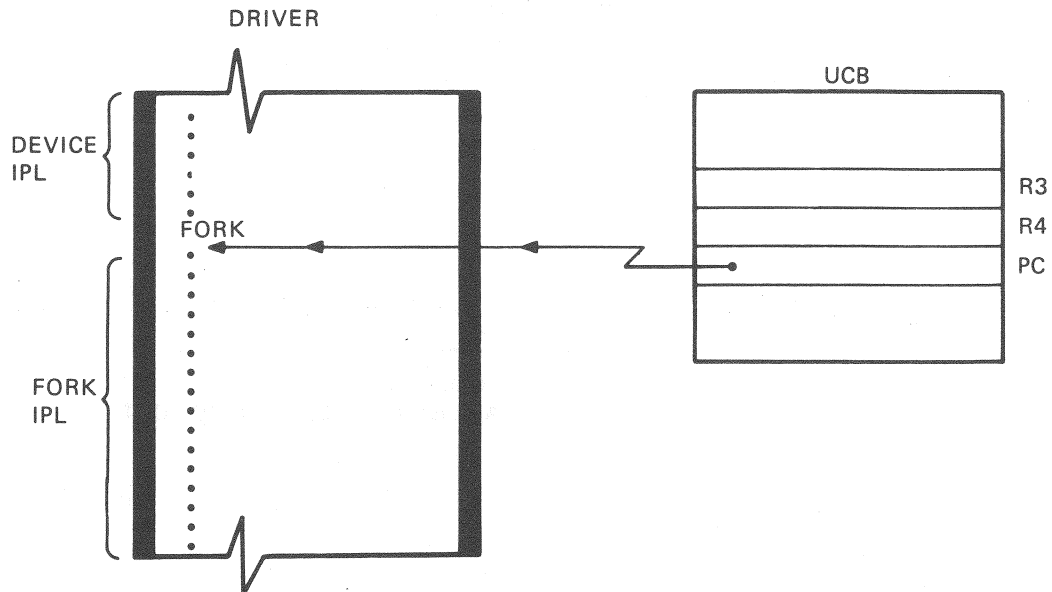 DRIVER
DEVICE
IPL
FORK
FORK
IPL
UCB
R3
R4
PC